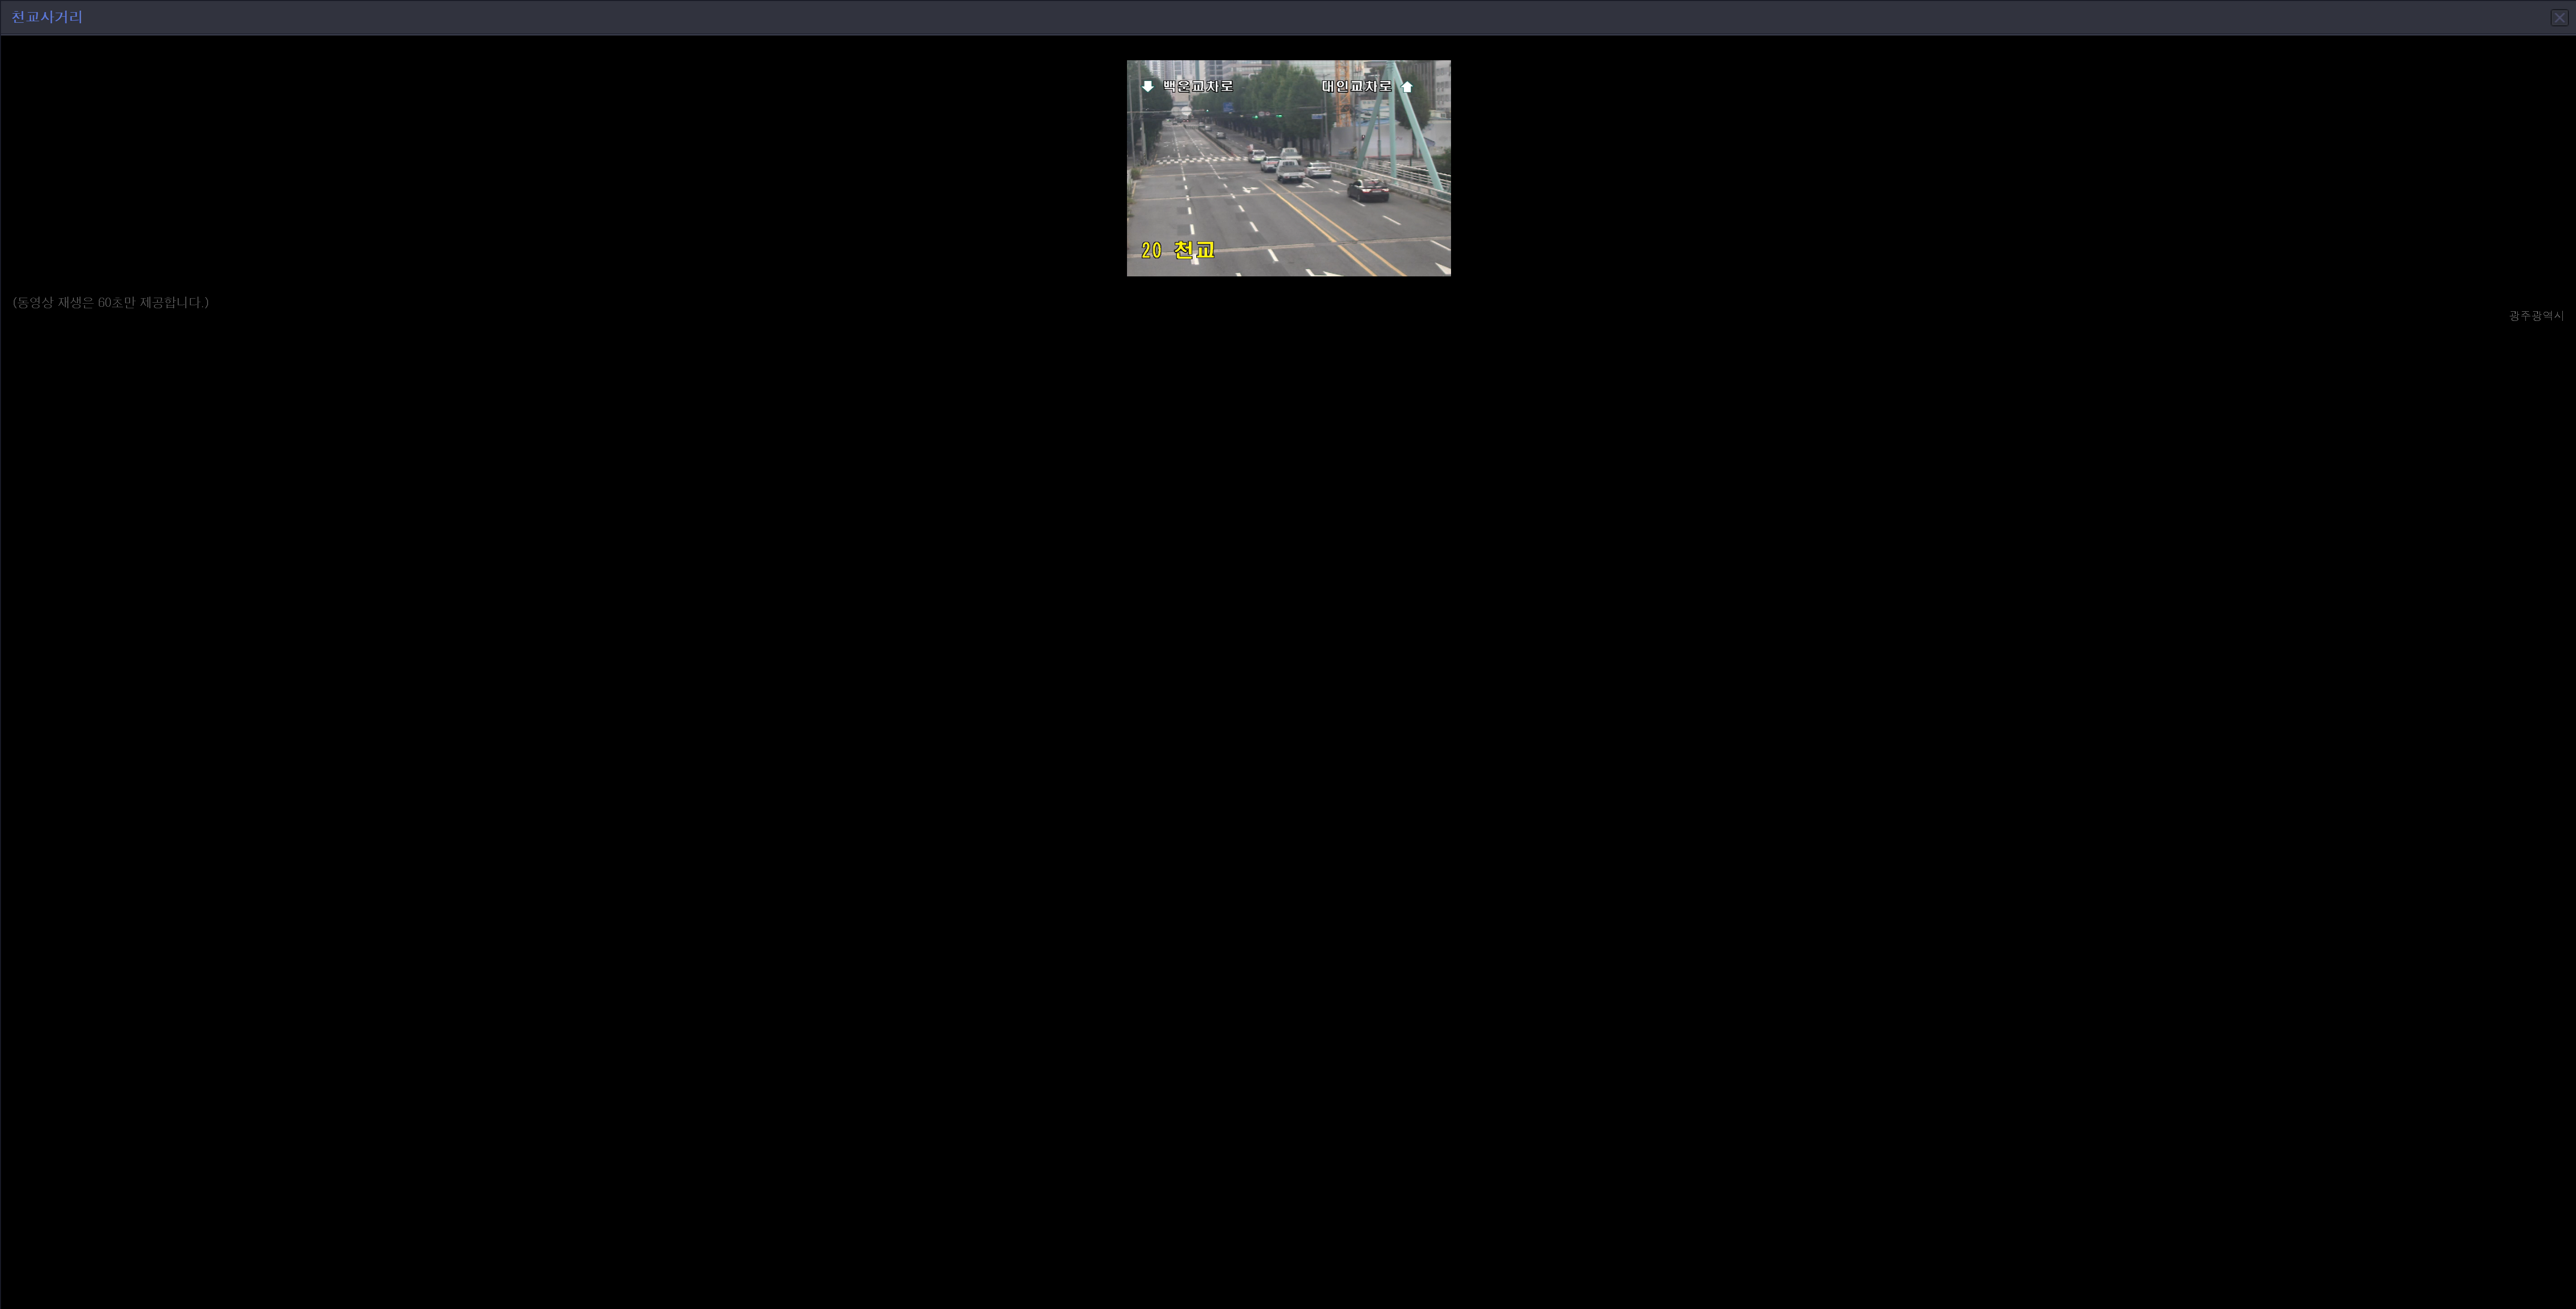 천교사거리
백운교차로
대인교차로
20 천교
(동영상 재생은 60초만 제공합니다.)
광주광역시